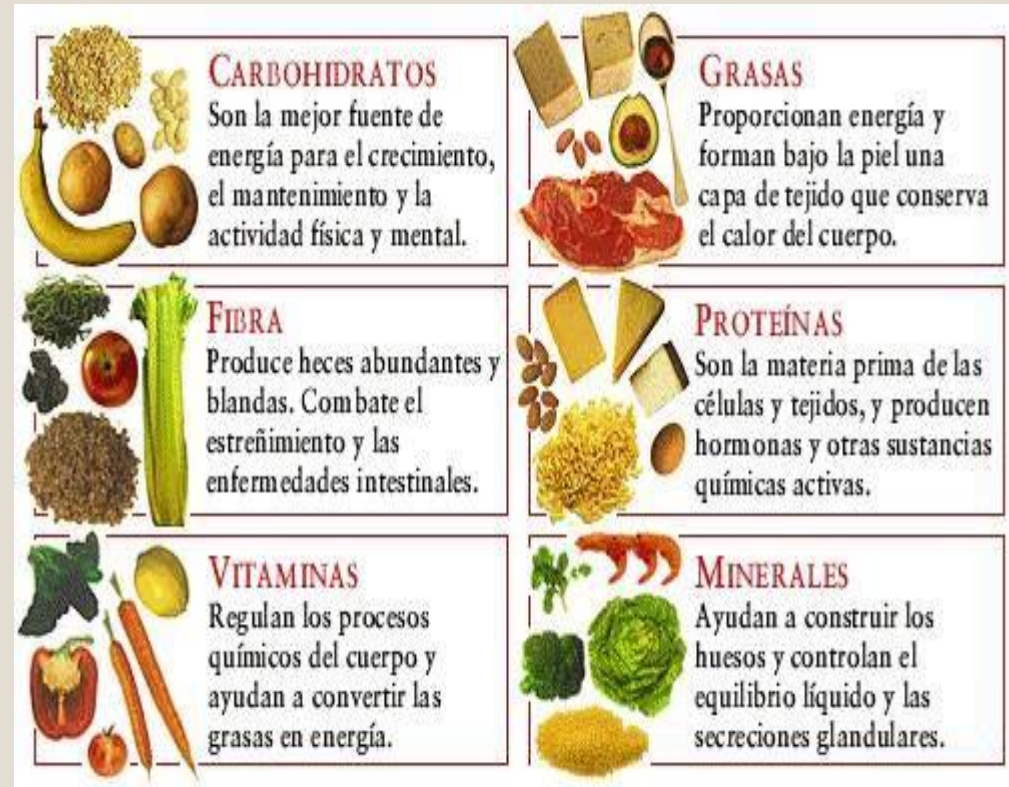 CARBOHIDRATOS
Son la mejor fuente de
energía para el crecimiento,
el mantenimiento y la
actividad física y mental.
GRASAS
Proporcionan energía y
forman bajo la piel una
capa de tejido que conserva
el calor del cuerpo.
FIBRA
Produce heces abundantes y
blandas. Combate el
estreñimiento y las
enfermedades intestinales.
PROTEÍNAS
Son la materia prima de las
células y tejidos, y producen
hormonas y otras sustancias
químicas activas.
VITAMINAS
Regulan los procesos
químicos del cuerpo y
ayudan a convertir las
grasas en energía.
MINERALES
Ayudan a construir los
huesos y controlan el
equilibrio líquido y las
secreciones glandulares.